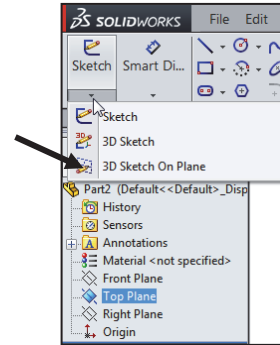 SOLIDWORKS File Edit
Sketch Smart Di...
Sketch
3D Sketch
3D Sketch On Plane
Part2 (Default<<Default>_Disp
History
Sensors
A Annotations
Material <not specified>
Front Plane
Top Plane
Right Plane
Origin